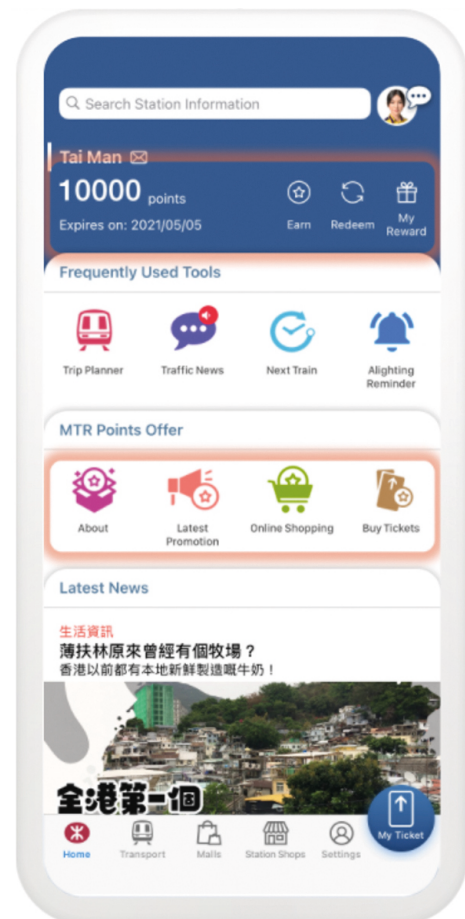 Search Station Information
Tai Man
10000 points
Expires on: 2021/05/05
Earn
Redeem
My
Reward
Frequently Used Tools
Trip Planner
Traffic News
Next Train
Alighting
Reminder
MTR Points Offer
About
Latest
Promotion
Online Shopping
Buy Tickets
Latest News
生活資訊
薄扶林原來曾經有個牧場？
香港以前都有本地新鮮製造嘅牛奶！
全港第一個
My Ticket
Home
Transport
Malls
Station Shops
Settings